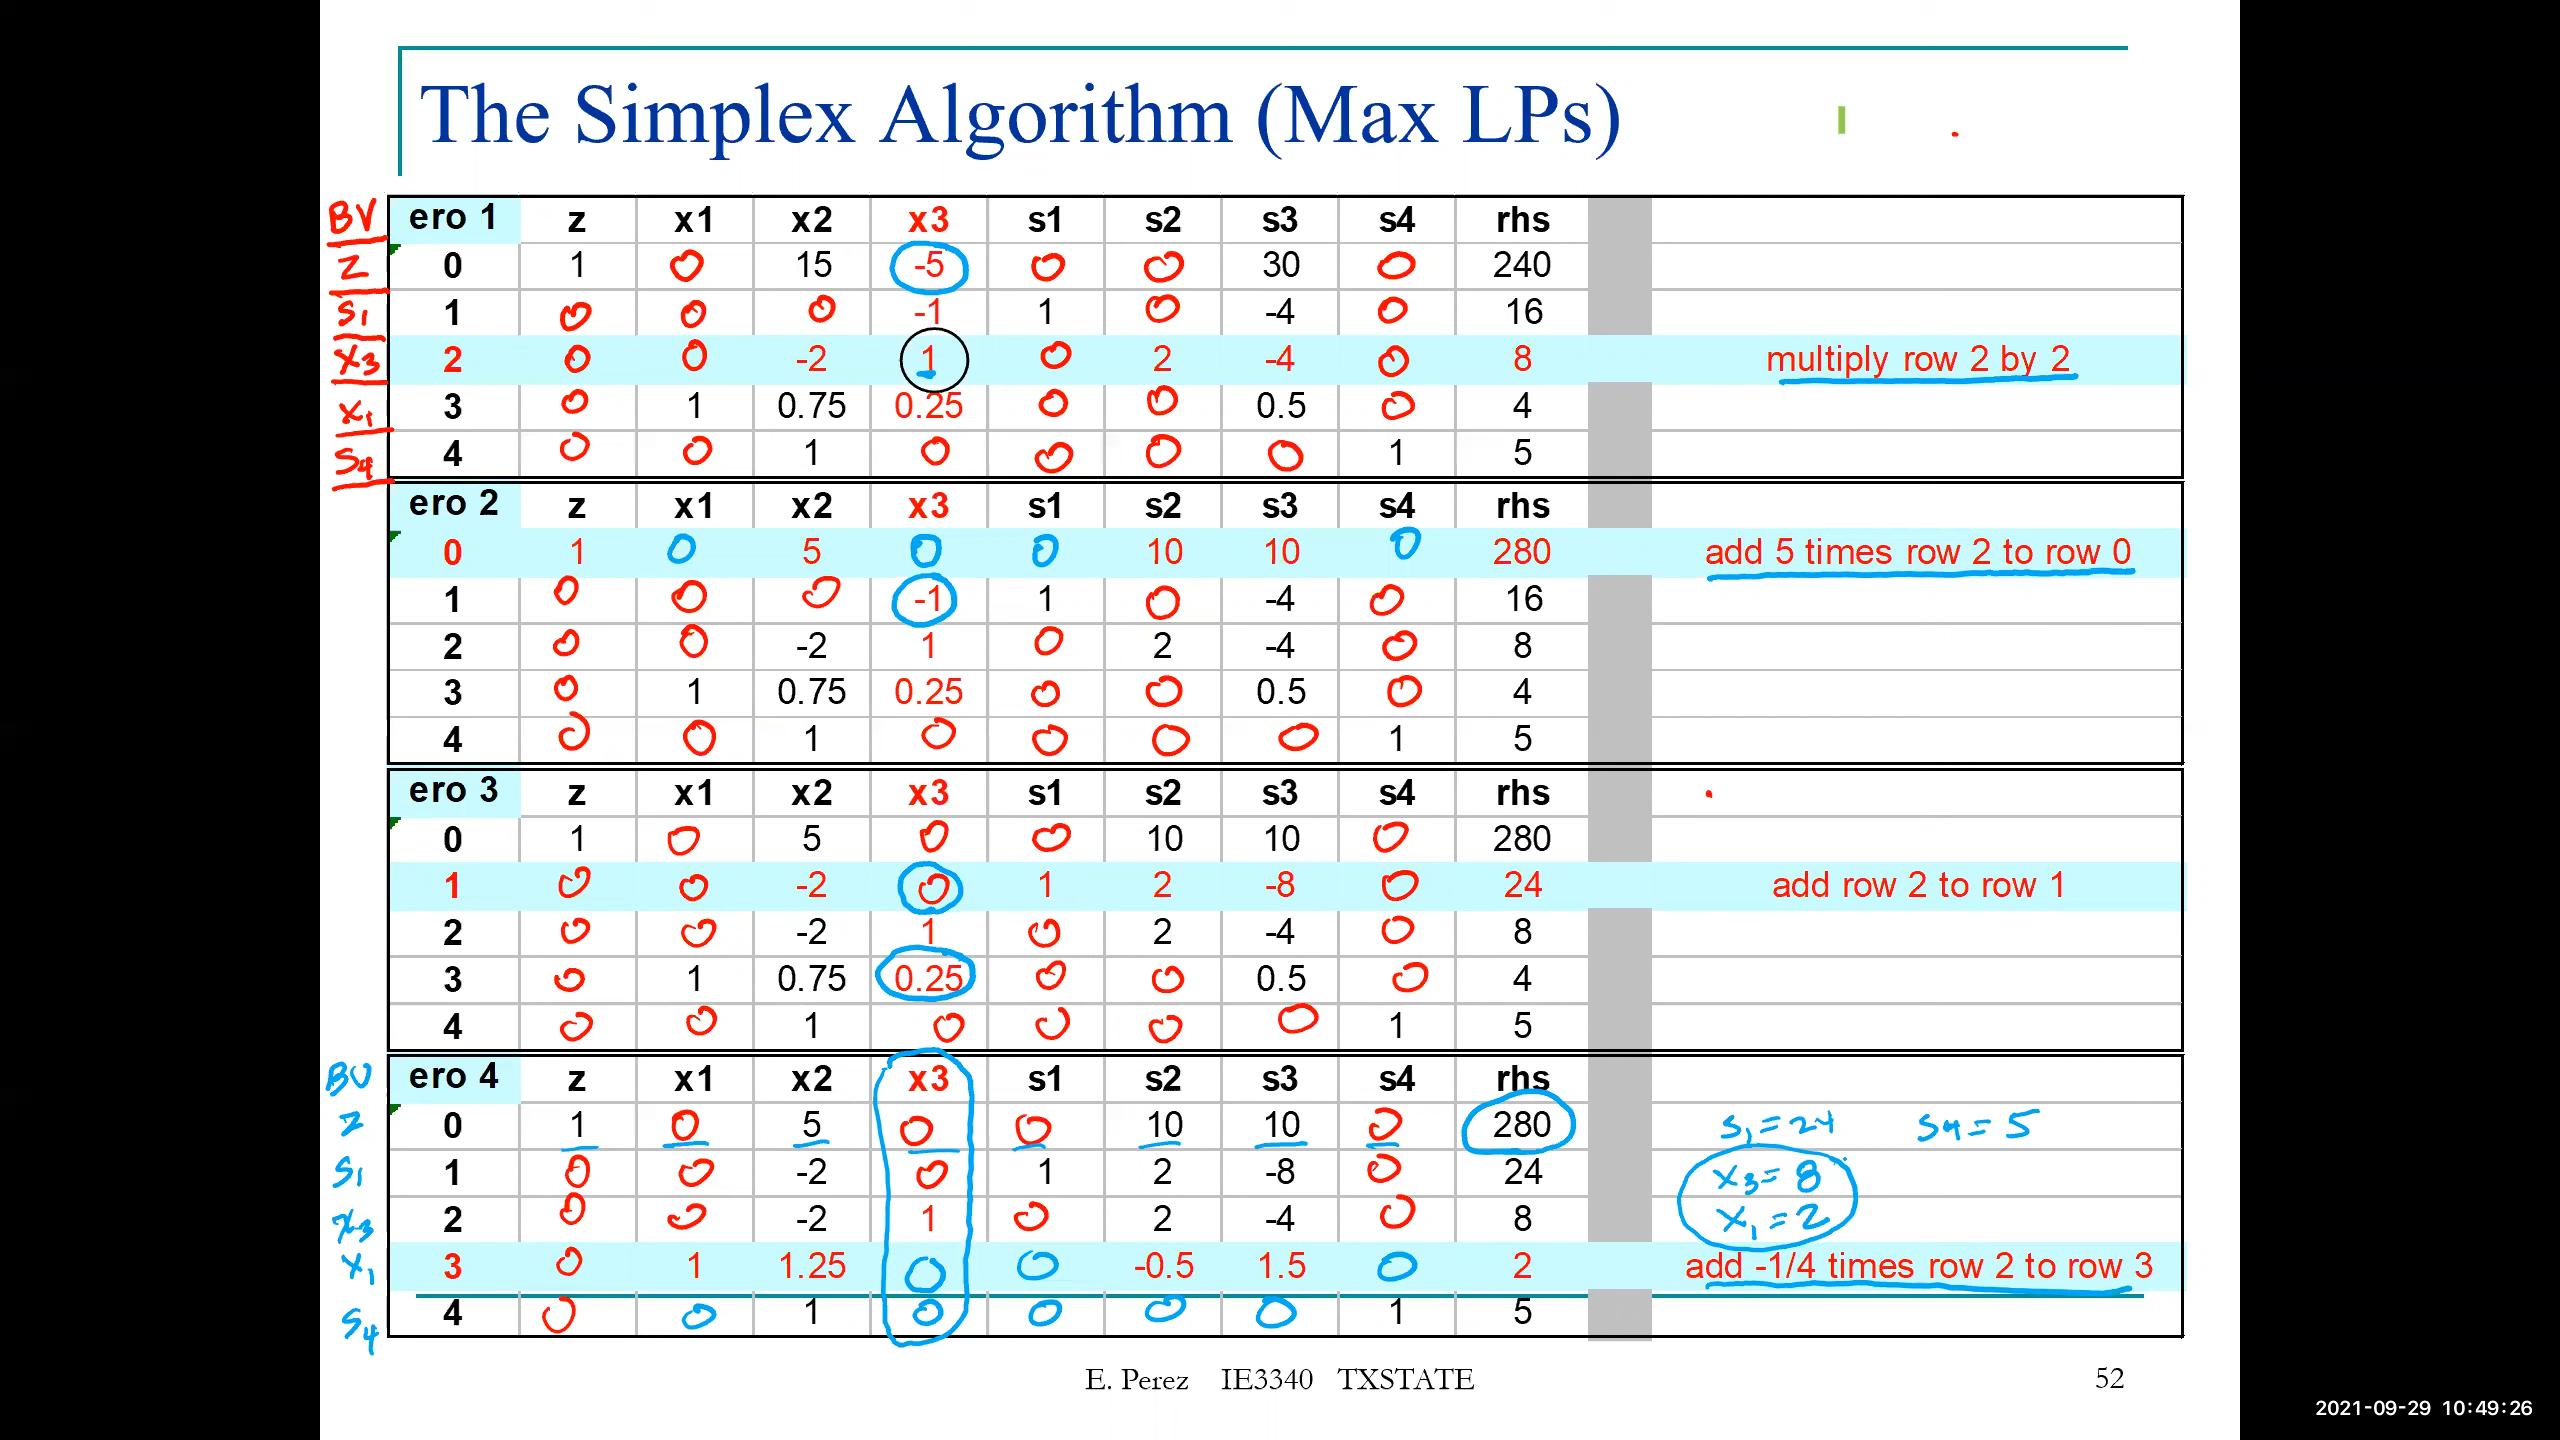 The Simplex Algorithm (Max LPs)
BV ero 1 z x1 x2 x3 s1 s2 s3 s4 rhs
Z 0 1 0 15 -5 0 0 30 0 240
S1 1 0 0 0 -1 1 0 -4 0 16
X3 2 0 0 -2 1 0 2 -4 0 8 multiply row 2 by 2
X1 3 0 1 0.75 0.25 0 0 0.5 0 4
S4 4 0 0 1 0 0 0 0 1 5
ero 2 z x1 x2 x3 s1 s2 s3 s4 rhs
0 1 0 5 0 0 10 10 0 280 add 5 times row 2 to row 0
1 0 0 0 -1 1 0 -4 0 16
2 0 0 -2 1 0 2 -4 0 8
3 0 1 0.75 0.25 0 0 0.5 0 4
4 0 0 1 0 0 0 0 1 5
ero 3 z x1 x2 x3 s1 s2 s3 s4 rhs
0 1 0 5 0 0 10 10 0 280
1 0 0 -2 0 1 2 -8 0 24 add row 2 to row 1
2 0 0 -2 1 0 2 -4 0 8
3 0 1 0.75 0.25 0 0 0.5 0 4
4 0 0 1 0 0 0 0 1 5
BV ero 4 z x1 x2 x3 s1 s2 s3 s4 rhs
Z 0 1 0 5 0 0 10 10 0 280 S1=24 S4=5
S1 1 0 0 -2 0 1 2 -8 0 24 X3=8
X3 2 0 0 -2 1 0 2 -4 0 8 X1=2
X1 3 0 1 1.25 0 0 -0.5 1.5 0 2 add -1/4 times row 2 to row 3
S4 4 0 0 1 0 0 0 0 1 5
E. Perez IE3340 TXSTATE
52
2021-09-29 10:49:26